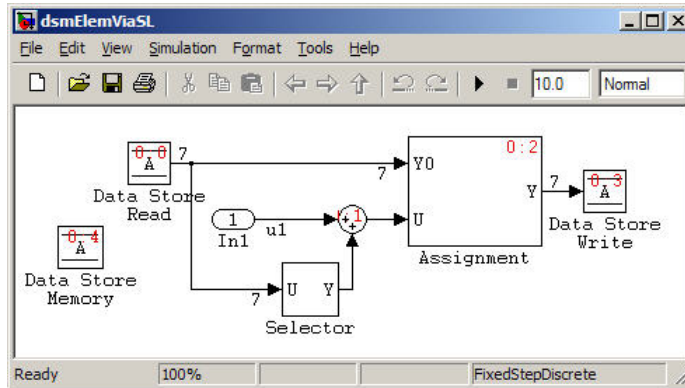 dsmElemViaSL
File Edit View Simulation Format Tools Help
10.0 Normal
0:0
A
7
Data Store
Read
0:4
A
Data Store
Memory
1
In1
u1
7
U Y
Selector
1
7
Y0
0:2
U
Y
Assignment
7
0:3
A
Data Store
Write
Ready 100% FixedStepDiscrete